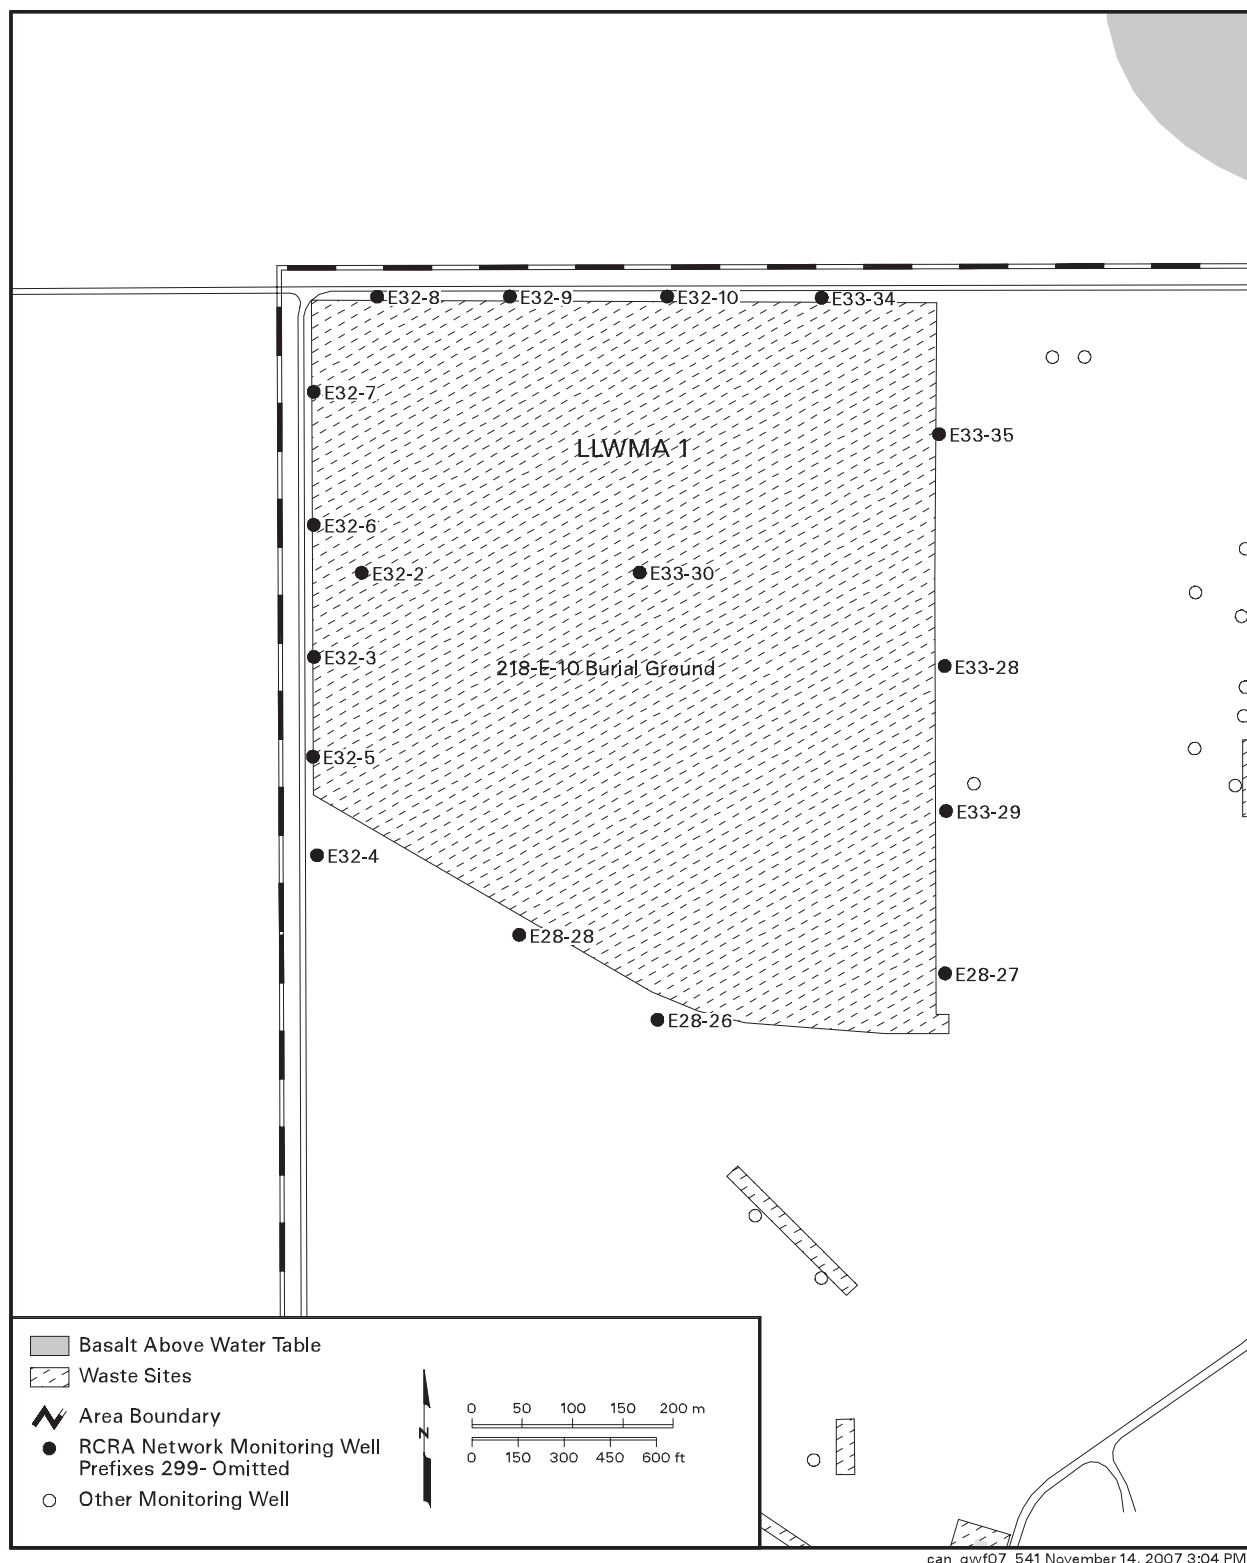 E32-8
E32-9
E32-10
E33-34
E32-7
E33-35
LLWMA 1
E32-6
E32-2
E33-30
E32-3
218-E-10 Burial Ground
E33-28
E32-5
E33-29
E32-4
E28-28
E28-27
E28-26
Basalt Above Water Table
Waste Sites
Area Boundary
RCRA Network Monitoring Well
Prefixes 299- Omitted
Other Monitoring Well
N
0 50 100 150 200 m
0 150 300 450 600 ft
can_gwf07_541 November 14, 2007 3:04 PM